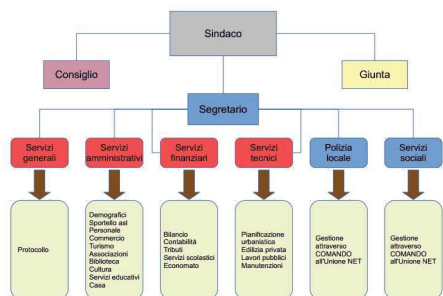 Sindaco
Consiglio
Giunta
Segretario
Servizi
generali
Servizi
amministrativi
Servizi
finanziari
Servizi
tecnici
Polizia
locale
Servizi
sociali
Protocollo
Demografici
Sportello asl
Personale
Commercio
Turismo
Associazioni
Biblioteca
Cultura
Servizi educativi
Casa
Bilancio
Contabilità
Tributi
Servizi scolastici
Economato
Pianificazione
urbanistica
Edilizia privata
Lavori pubblici
Manutenzioni
Gestione
attraverso
COMANDO
all'Unione NET
Gestione
attraverso
COMANDO
all'Unione NET